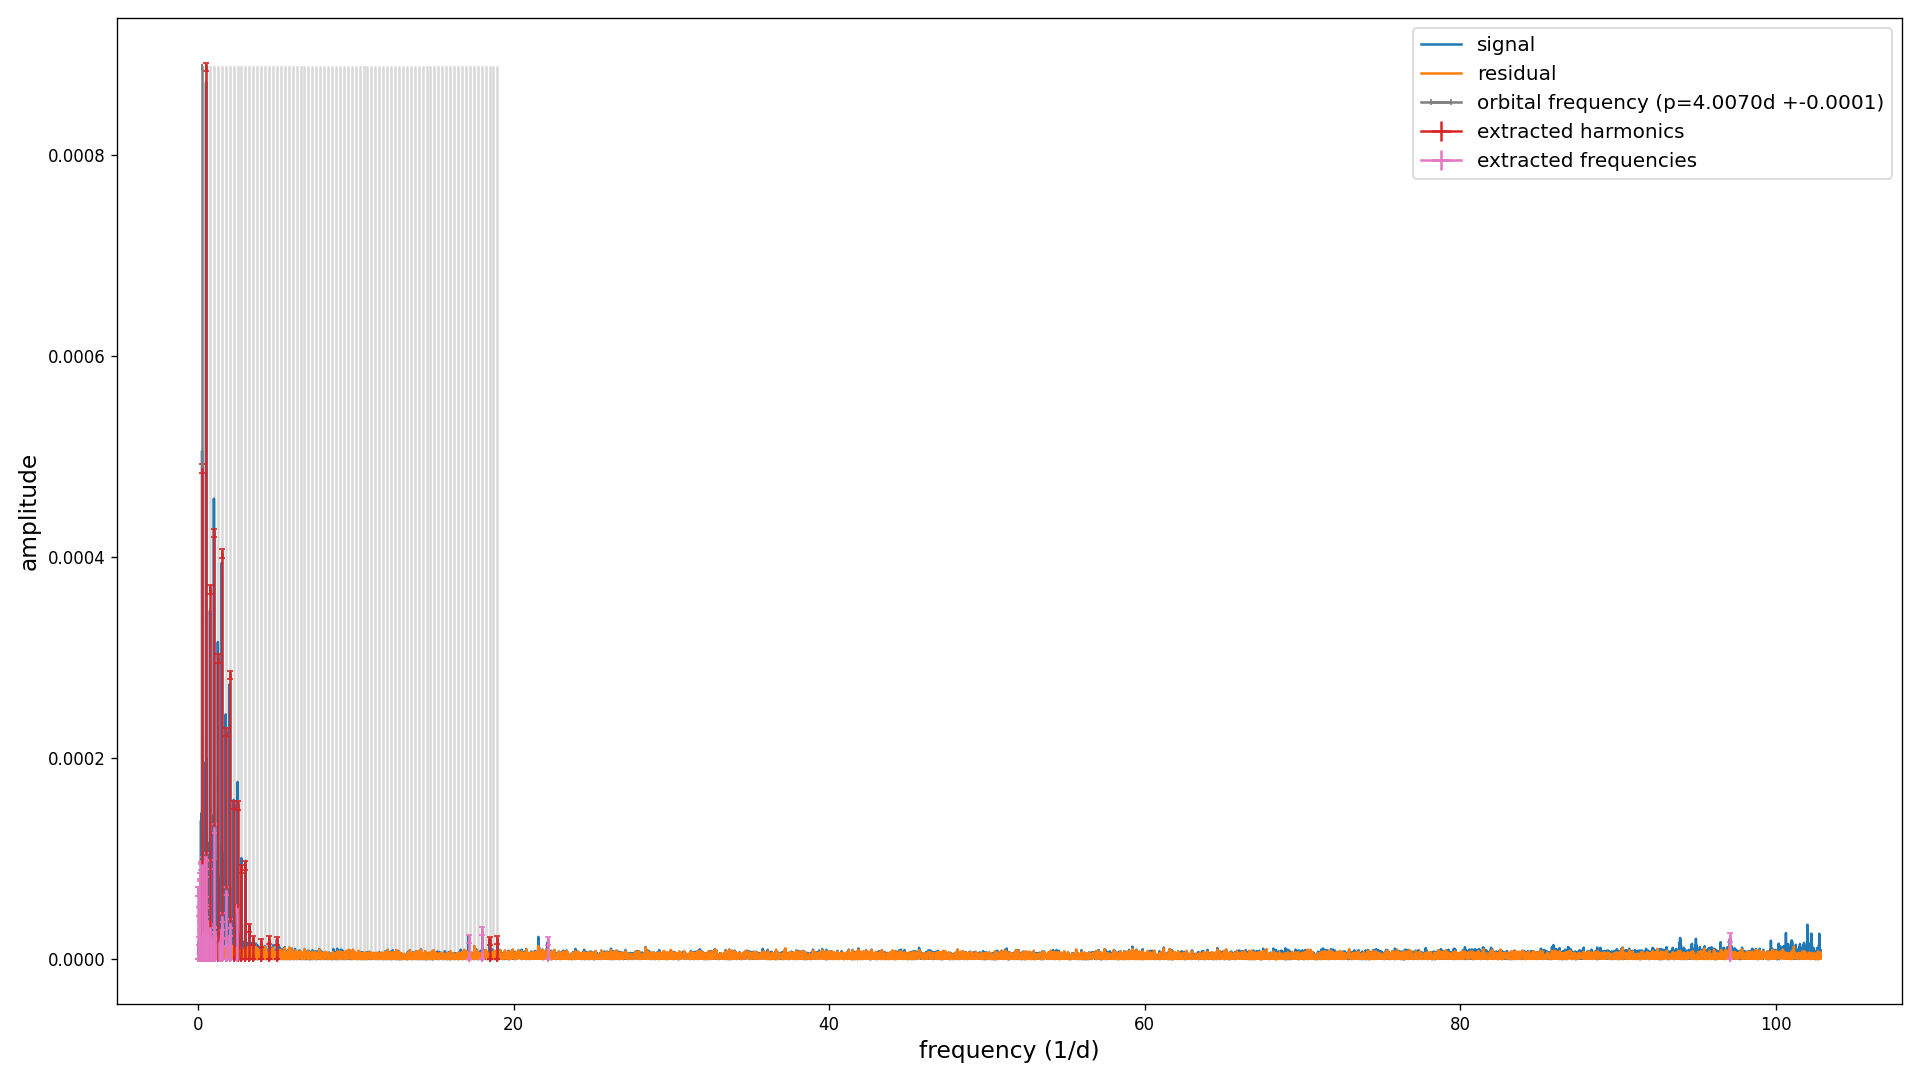 signal
residual
orbital frequency (p=4.0070d +-0.0001)
extracted harmonics
extracted frequencies
0.0008
0.0006
0.0004
0.0002
0.0000
amplitude
0 20 40 60 80 100
frequency (1/d)